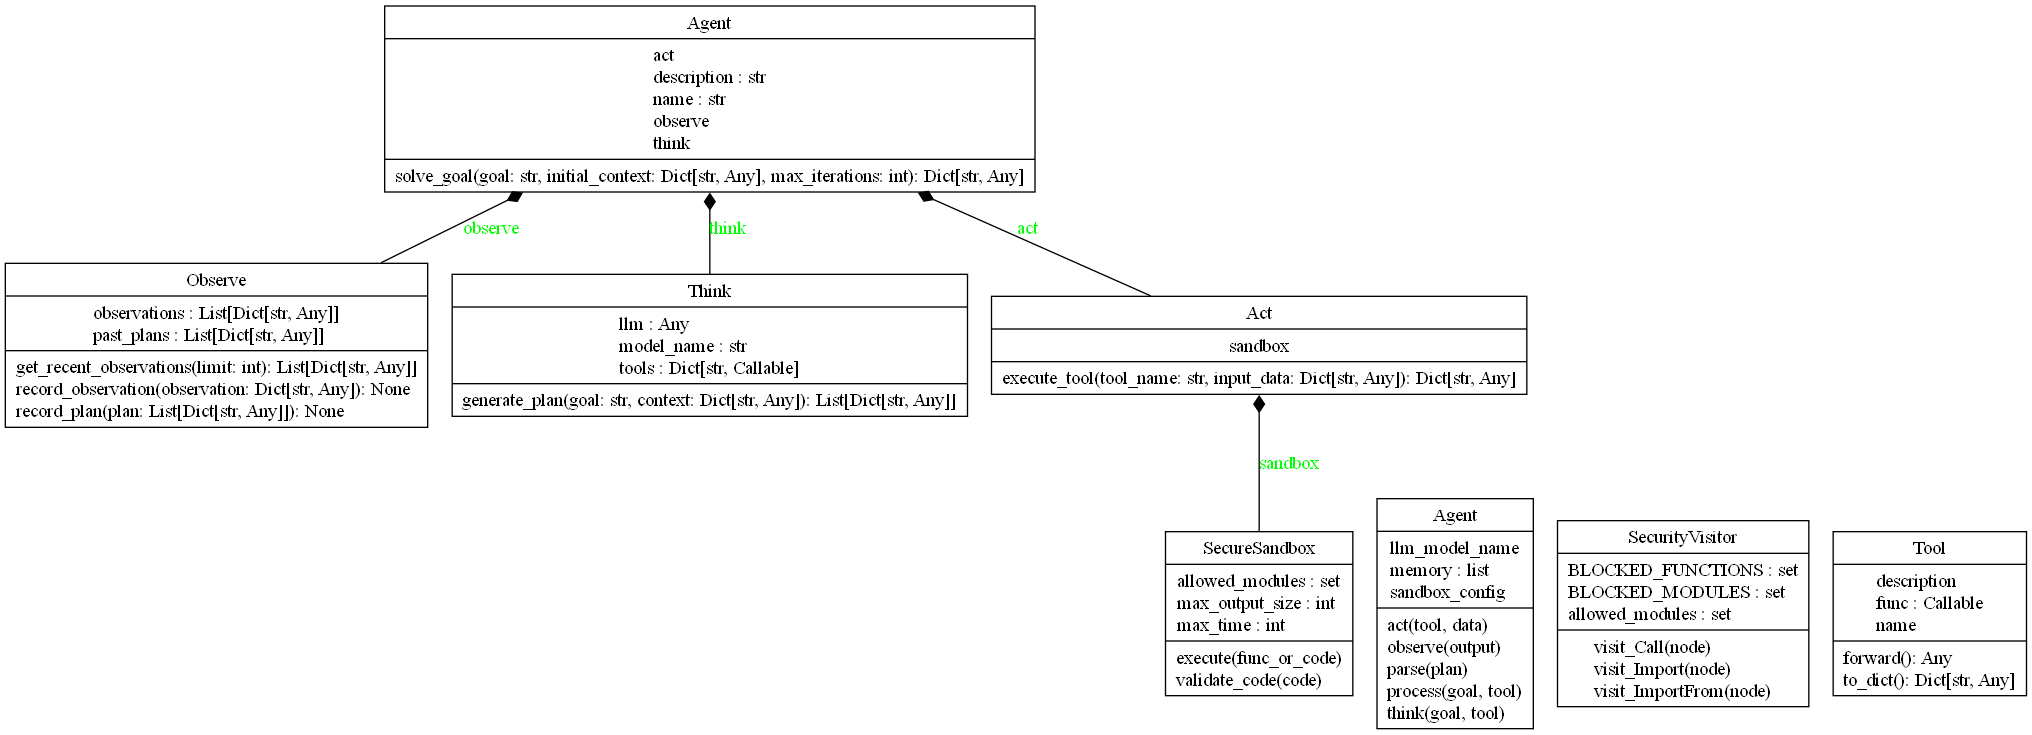 Agent
act
description : str
name : str
observe
think
solve_goal(goal: str, initial_context: Dict[str, Any], max_iterations: int): Dict[str, Any]
observe
think
act
Observe
observations : List[Dict[str, Any]]
past_plans : List[Dict[str, Any]]
get_recent_observations(limit: int): List[Dict[str, Any]]
record_observation(observation: Dict[str, Any]): None
record_plan(plan: List[Dict[str, Any]]): None
Think
llm : Any
model_name : str
tools : Dict[str, Callable]
generate_plan(goal: str, context: Dict[str, Any]): List[Dict[str, Any]]
Act
sandbox
execute_tool(tool_name: str, input_data: Dict[str, Any]): Dict[str, Any]
sandbox
SecureSandbox
allowed_modules : set
max_output_size : int
max_time : int
execute(func_or_code)
validate_code(code)
Agent
llm_model_name
memory : list
sandbox_config
act(tool, data)
observe(output)
parse(plan)
process(goal, tool)
think(goal, tool)
SecurityVisitor
BLOCKED_FUNCTIONS : set
BLOCKED_MODULES : set
allowed_modules : set
visit_Call(node)
visit_Import(node)
visit_ImportFrom(node)
Tool
description
func : Callable
name
forward(): Any
to_dict(): Dict[str, Any]